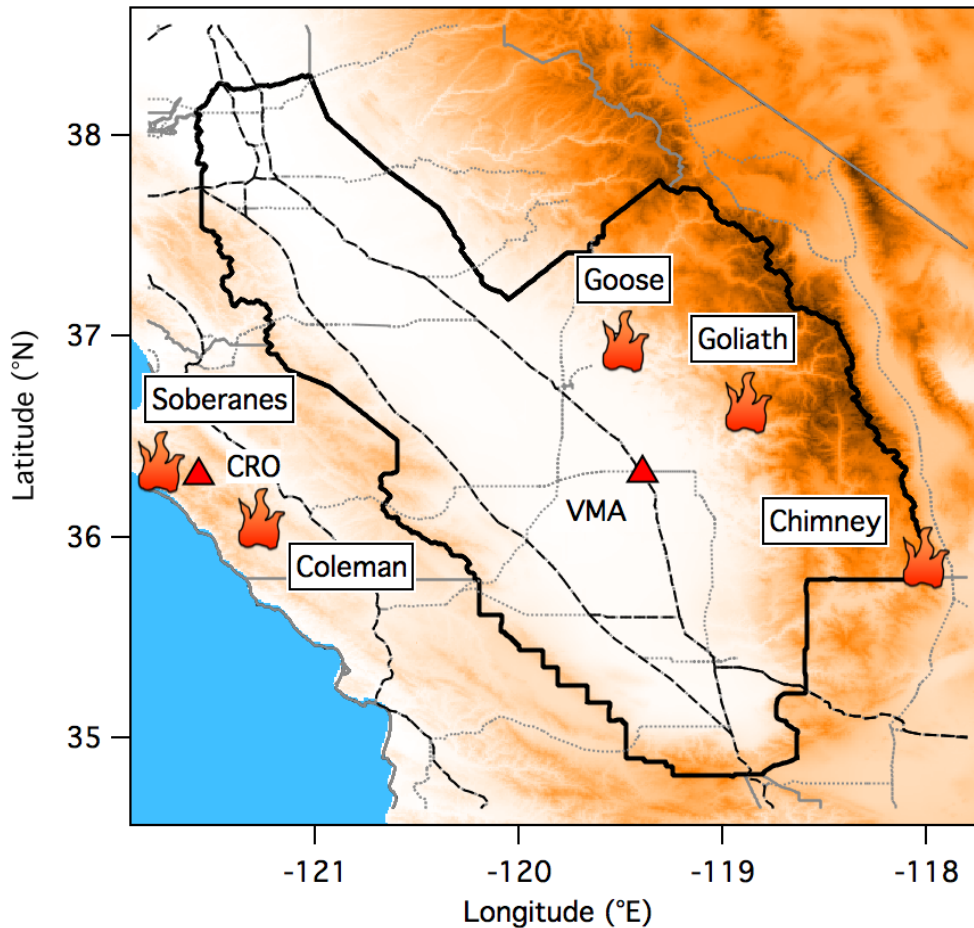 38
37
36
35
Latitude (°N)
Goose
Goliath
Soberanes
CRO
VMA
Chimney
Coleman
-121
-120
-119
-118
Longitude (°E)